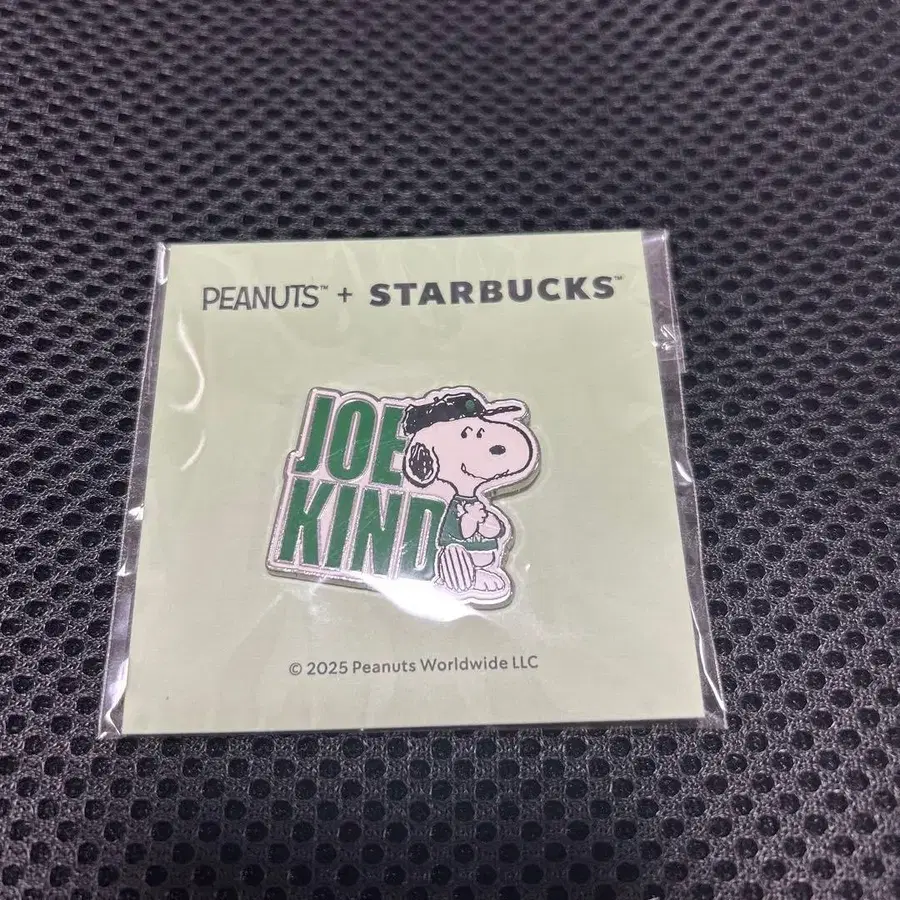 PEANUTS™ + STARBUCKS™
JOE
KIND
© 2025 Peanuts Worldwide LLC